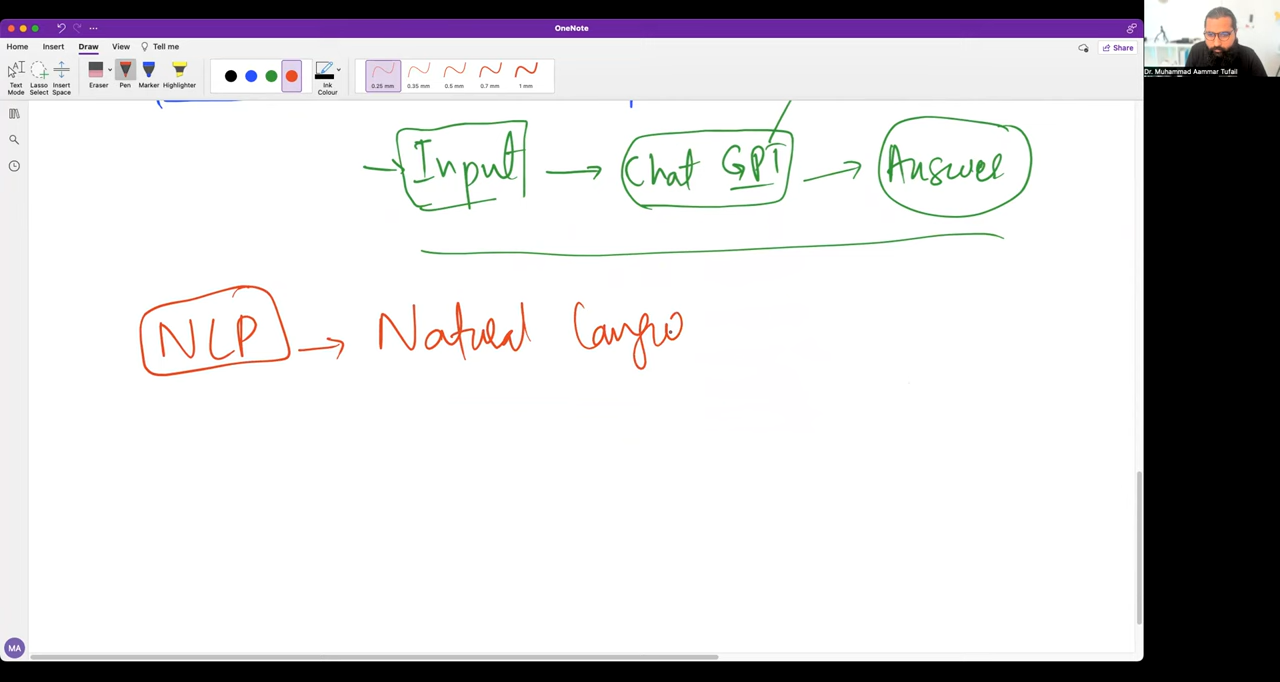 OneNote
Home Insert Draw View Tell me
Share
Text Mode Lasso Select Insert Space Eraser Pen Marker Highlighter Ink Colour 0.25 mm 0.35 mm 0.5 mm 0.7 mm 1 mm
Dr. Muhammad Aammar Tufail
Input → Chat GPT → Answer
NLP → Natural
MA